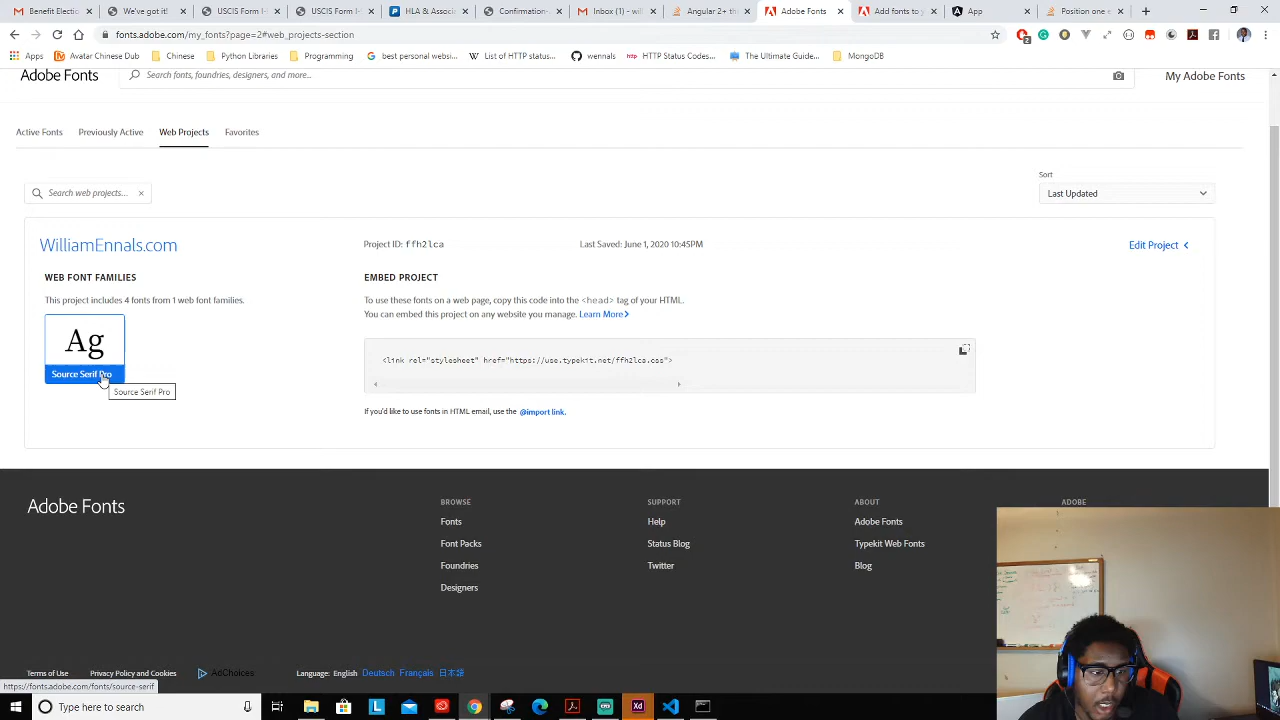 Benefit Electio
We've got it!
USCIS Form I-
USCIS Form I-
HLA & Associ
Confirmation-
Inbox (1) - wil
Angular 2+ th
Adobe Fonts
Add fonts to y
App
Position one e
fonts.adobe.com/my_fonts?page=2#web_projects-section
Apps
Avatar Chinese Dub
Chinese
Python Libraries
Programming
best personal websi...
List of HTTP status...
wennals
HTTP Status Codes...
The Ultimate Guide...
MongoDB
Adobe Fonts
Search fonts, foundries, designers, and more...
My Adobe Fonts
Active Fonts
Previously Active
Web Projects
Favorites
Sort
Search web projects...
Last Updated
WilliamEnnals.com
Project ID: ffh2lca
Last Saved: June 1, 2020 10:45PM
Edit Project
WEB FONT FAMILIES
EMBED PROJECT
This project includes 4 fonts from 1 web font families.
To use these fonts on a web page, copy this code into the <head> tag of your HTML.
You can embed this project on any website you manage. Learn More
Ag
Source Serif Pro
Source Serif Pro
<link rel="stylesheet" href="https://use.typekit.net/ffh2lca.css">
If you'd like to use fonts in HTML email, use the @import link.
Adobe Fonts
BROWSE
SUPPORT
ABOUT
ADOBE
Fonts
Help
Adobe Fonts
Font Packs
Status Blog
Typekit Web Fonts
Foundries
Twitter
Blog
Designers
Terms of Use
Privacy Policy and Cookies
AdChoices
Language: English Deutsch Français 日本語
https://fonts.adobe.com/fonts/source-serif
Type here to search